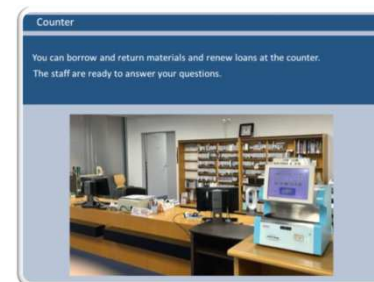 Counter
You can borrow and return materials and renew loans at the counter.
The staff are ready to answer your questions.